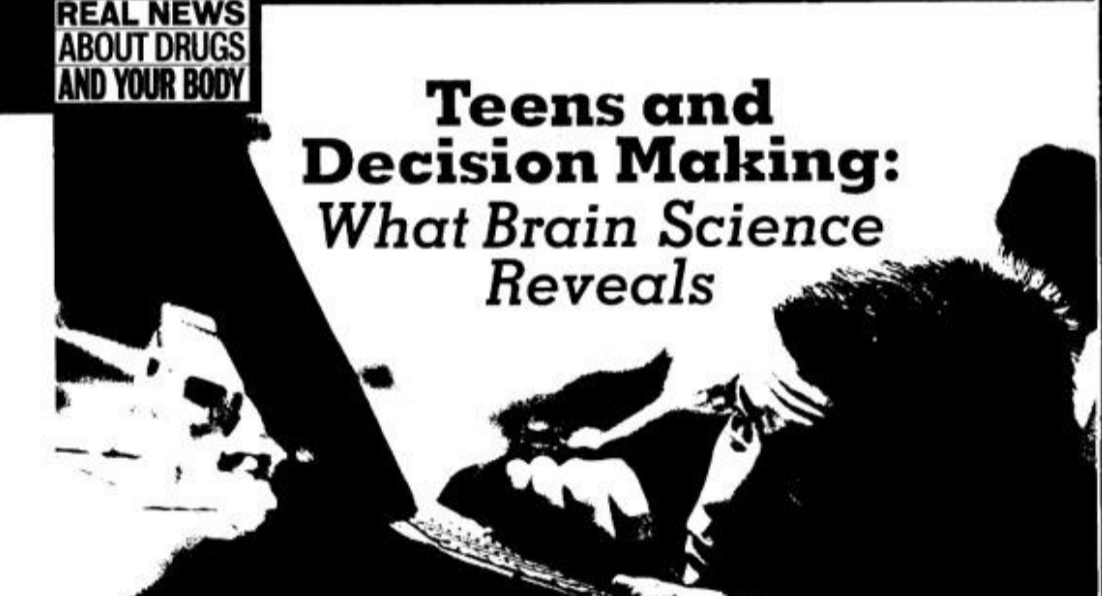 REAL NEWS
ABOUT DRUGS
AND YOUR BODY
Teens and
Decision Making:
What Brain Science
Reveals